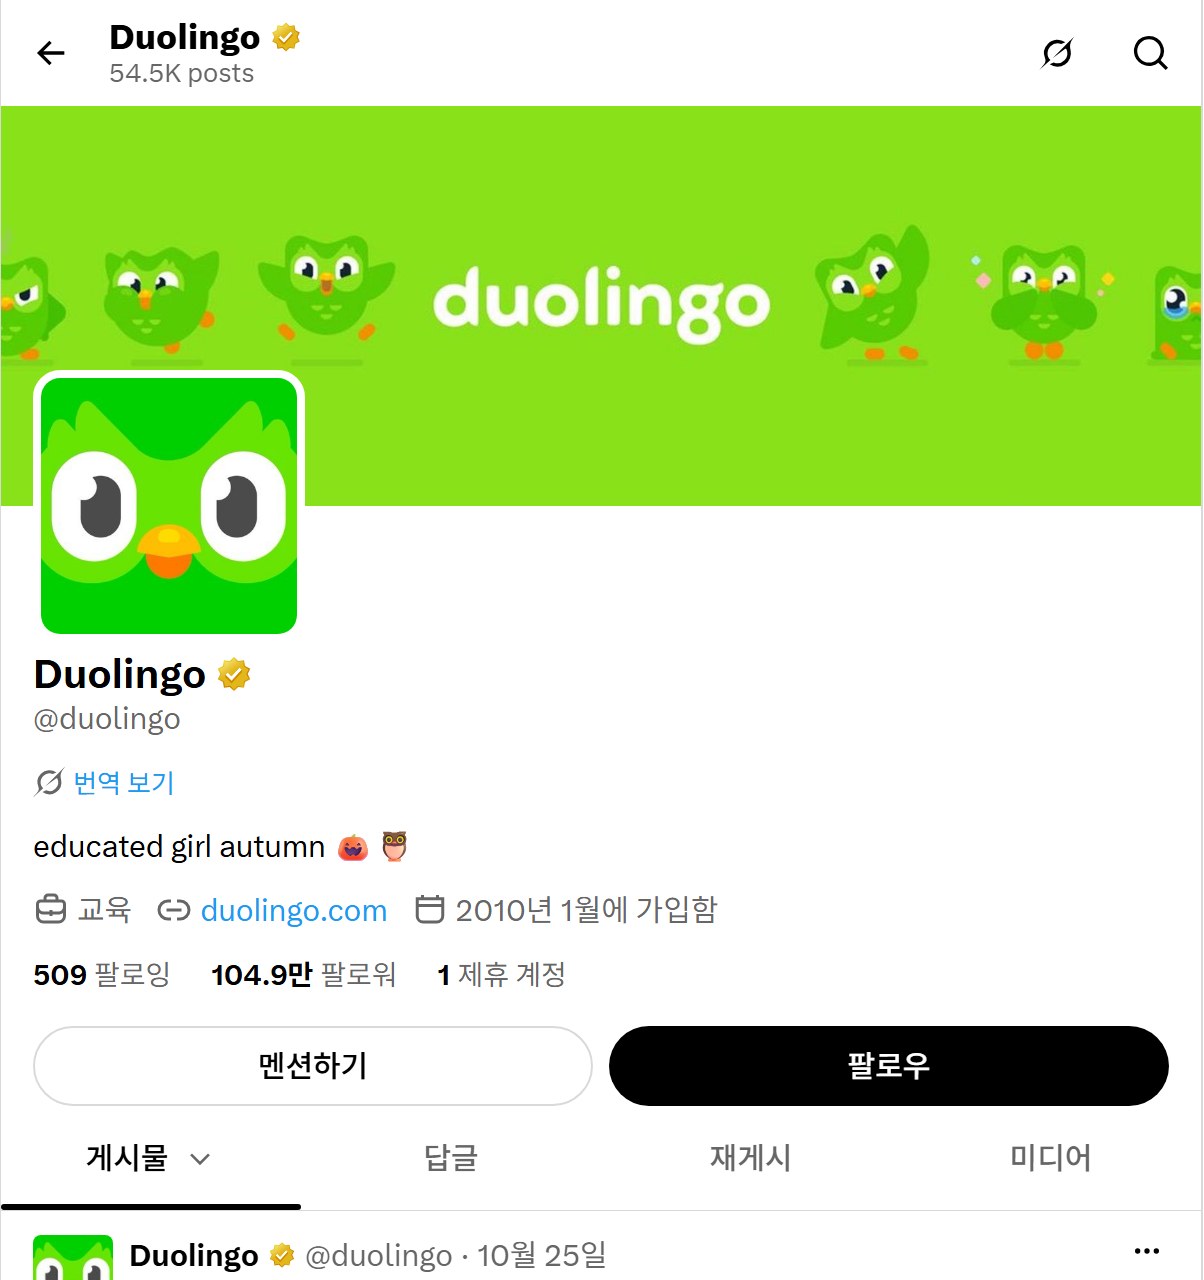 Duolingo
54.5K posts
duolingo
Duolingo
@duolingo
번역 보기
educated girl autumn 🎃 🦉
교육 duolingo.com 2010년 1월에 가입함
509 팔로잉 104.9만 팔로워 1 제휴 계정
멘션하기 팔로우
게시물 답글 재게시 미디어
Duolingo @duolingo · 10월 25일